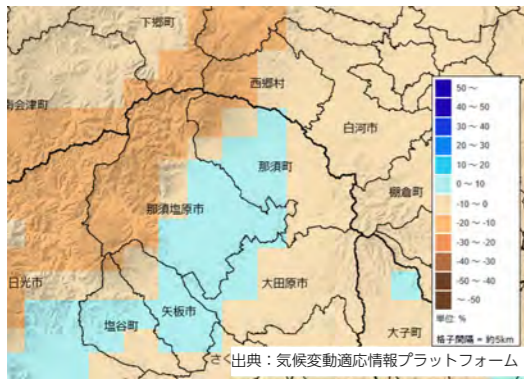 下郷町
西郷村
南会津町
白河市
那須町
棚倉町
那須塩原市
日光市
大田原市
矢板市
塩谷町
大子町
さく
50 ～
40 ～ 50
30 ～ 40
20 ～ 30
10 ～ 20
0 ～ 10
-10 ～ 0
-20 ～ -10
-30 ～ -20
-40 ～ -30
-50 ～ -40
～ -50
単位: %
格子間隔 = 約5km
出典：気候変動適応情報プラットフォーム